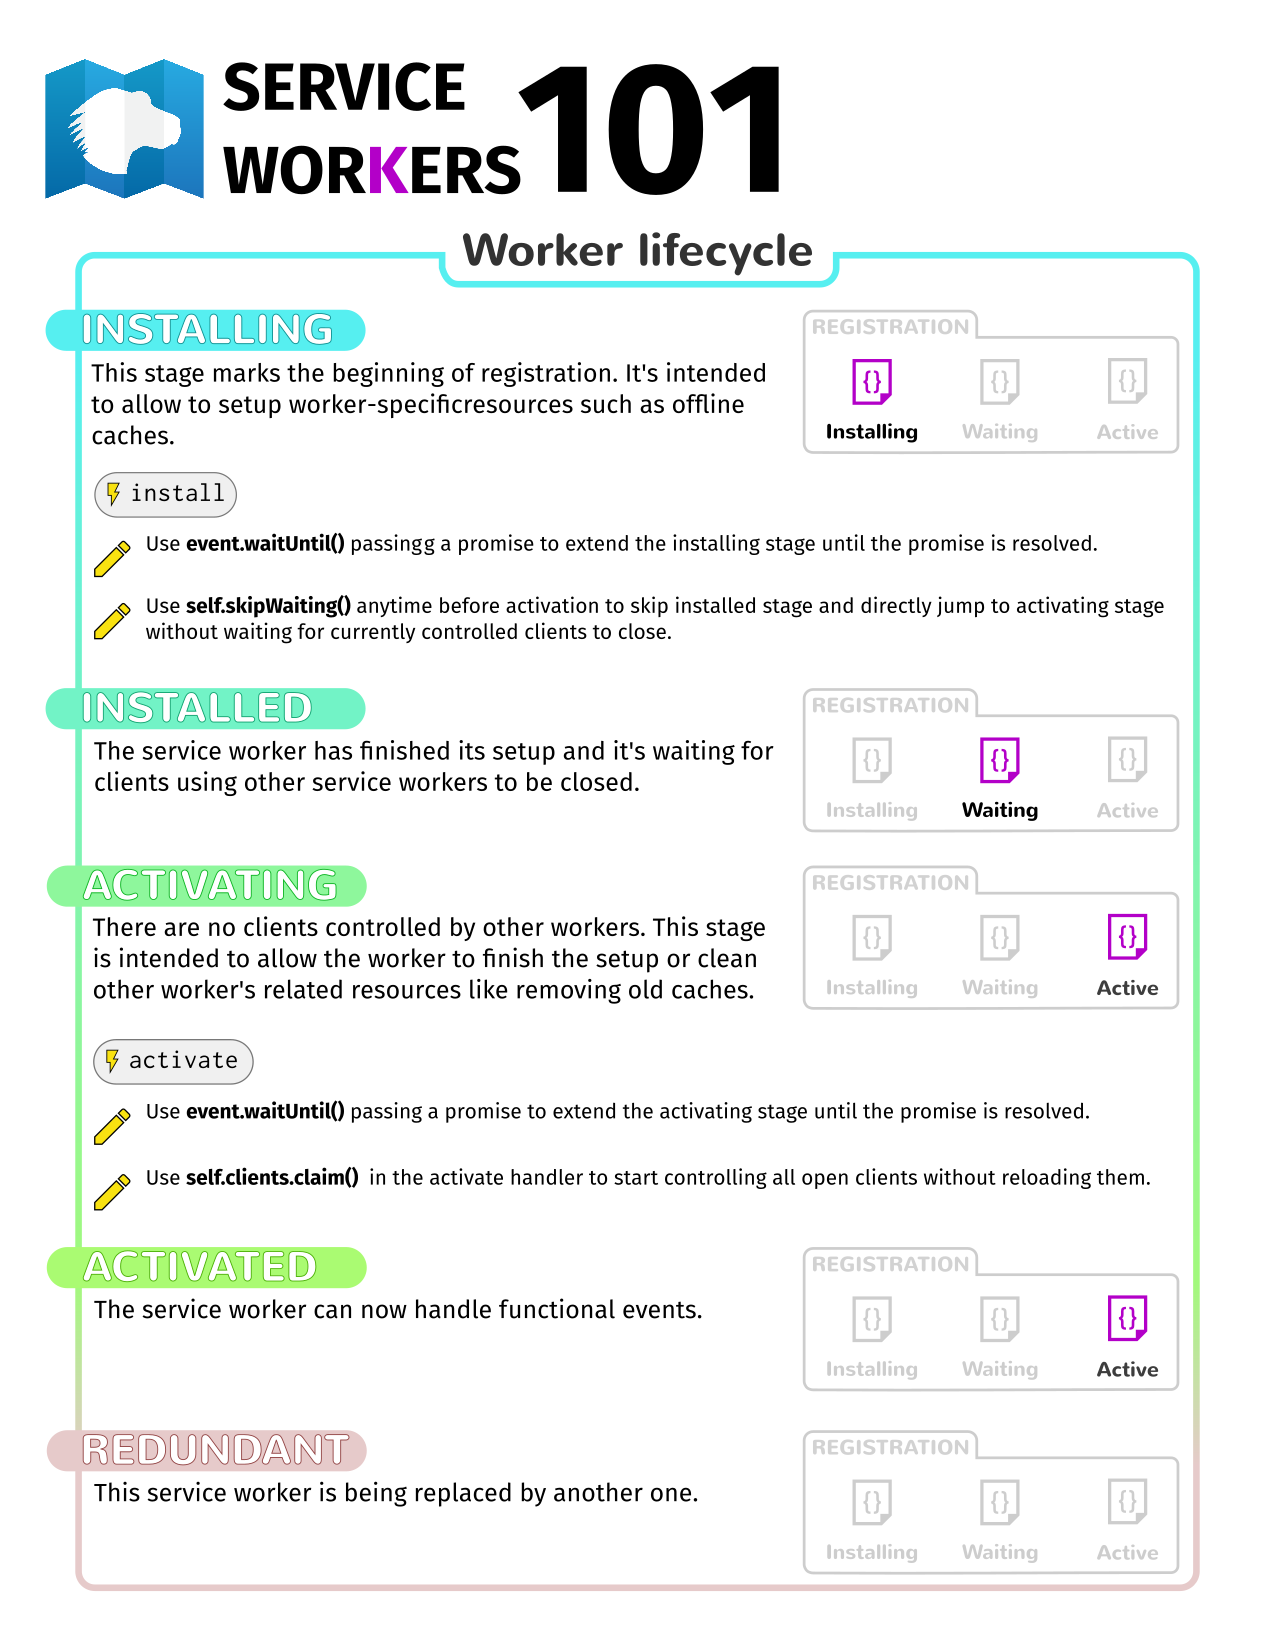 SERVICE
WORKERS 101
Worker lifecycle
INSTALLING
This stage marks the beginning of registration. It's intended
to allow to setup worker-specificresources such as offline
caches.
REGISTRATION
{} {} {}
Installing Waiting Active
install
Use event.waitUntil() passingg a promise to extend the installing stage until the promise is resolved.
Use self.skipWaiting() anytime before activation to skip installed stage and directly jump to activating stage
without waiting for currently controlled clients to close.
INSTALLED
The service worker has finished its setup and it's waiting for
clients using other service workers to be closed.
REGISTRATION
{} {} {}
Installing Waiting Active
ACTIVATING
There are no clients controlled by other workers. This stage
is intended to allow the worker to finish the setup or clean
other worker's related resources like removing old caches.
REGISTRATION
{} {} {}
Installing Waiting Active
activate
Use event.waitUntil() passing a promise to extend the activating stage until the promise is resolved.
Use self.clients.claim() in the activate handler to start controlling all open clients without reloading them.
ACTIVATED
The service worker can now handle functional events.
REGISTRATION
{} {} {}
Installing Waiting Active
REDUNDANT
This service worker is being replaced by another one.
REGISTRATION
{} {} {}
Installing Waiting Active